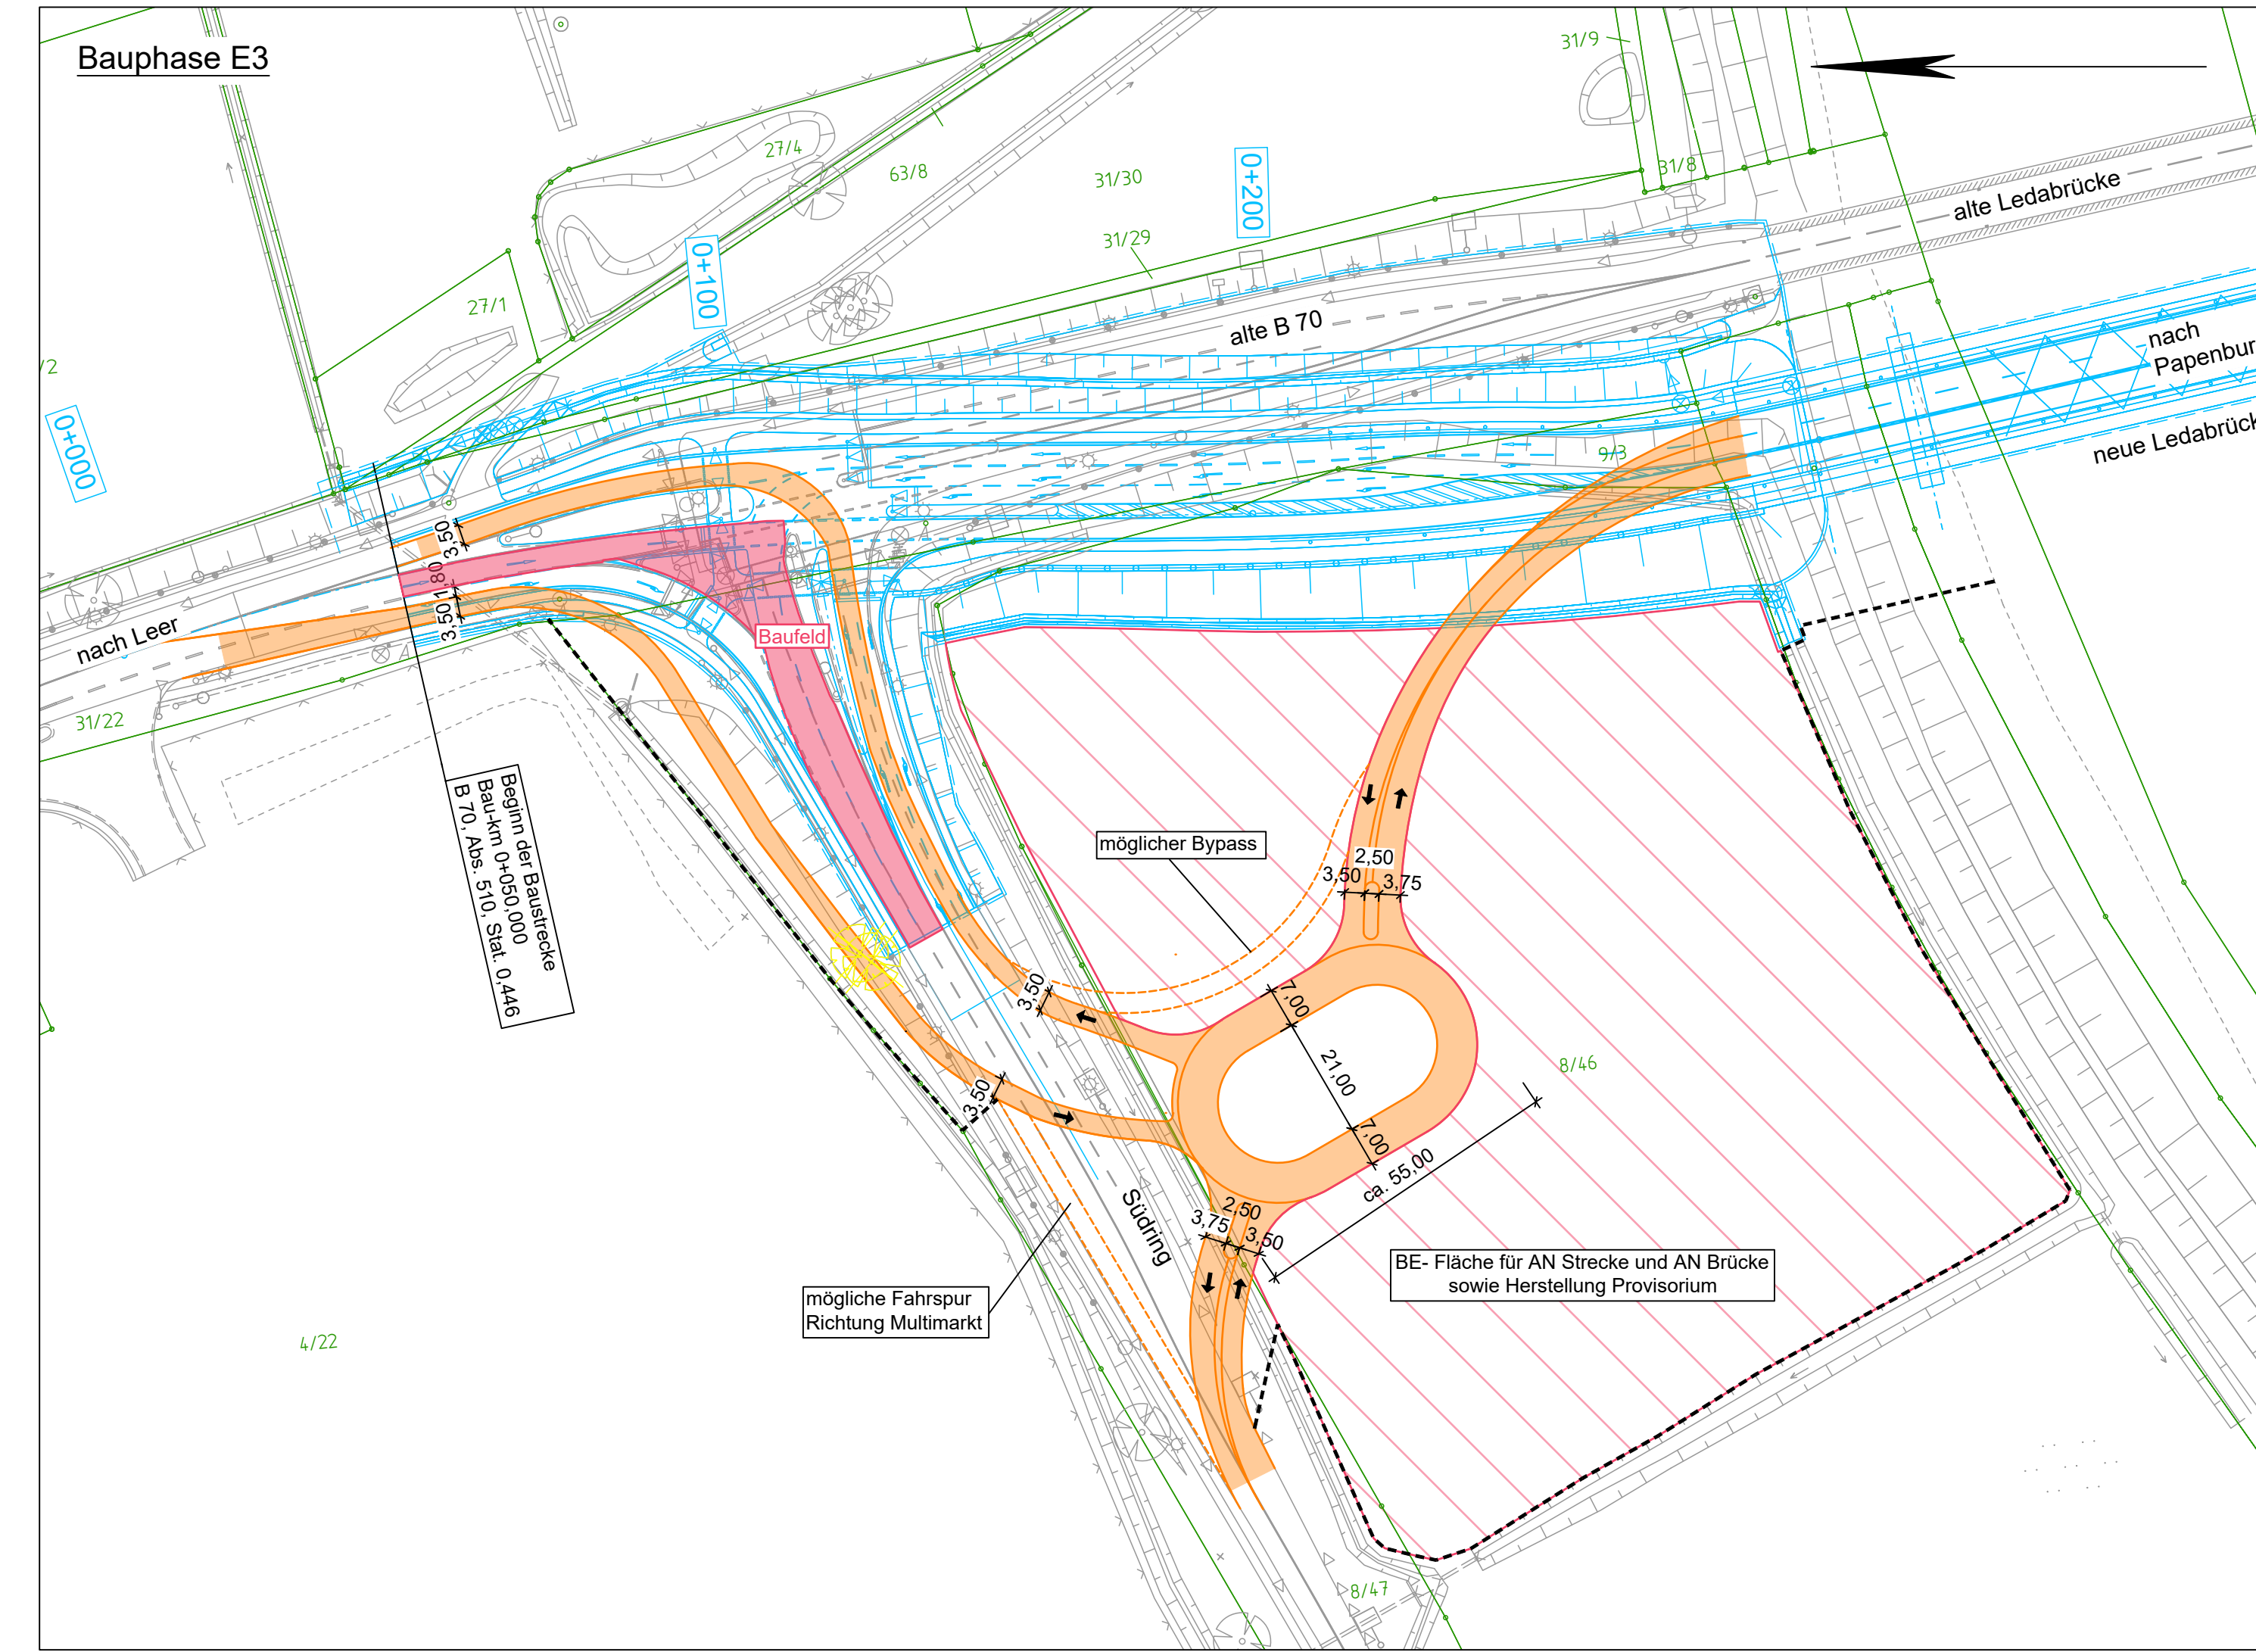 Bauphase E3
31/9
27/4
63/8
31/30
31/8
0+200
alte Ledabrücke
31/29
0+100
27/1
alte B 70
nach
Papenbur
/2
0+000
neue Ledabrück
9/3
3,50
1,80
3,50
nach Leer
Baufeld
31/22
Beginn der Baustrecke
Bau-km 0+050,000
B 70, Abs. 510, Stat. 0,446
möglicher Bypass
2,50
3,50
3,75
3,50
7,00
21,00
7,00
8/46
3,50
ca. 55,00
Südring
2,50
3,75
3,50
BE- Fläche für AN Strecke und AN Brücke
sowie Herstellung Provisorium
mögliche Fahrspur
Richtung Multimarkt
4/22
8/47